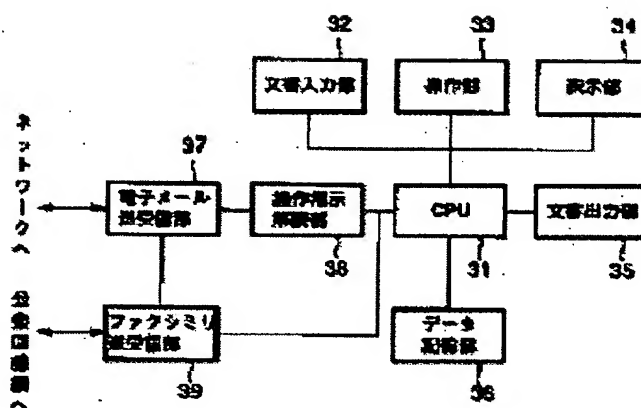 32
33
34
文書入力部
操作部
表示部
ネットワークへ
37
電子メール
送受信部
操作指示
解読部
CPU
文書出力部
38
31
35
公衆回線網へ
ファクシミリ
送受信部
データ
記憶部
39
36